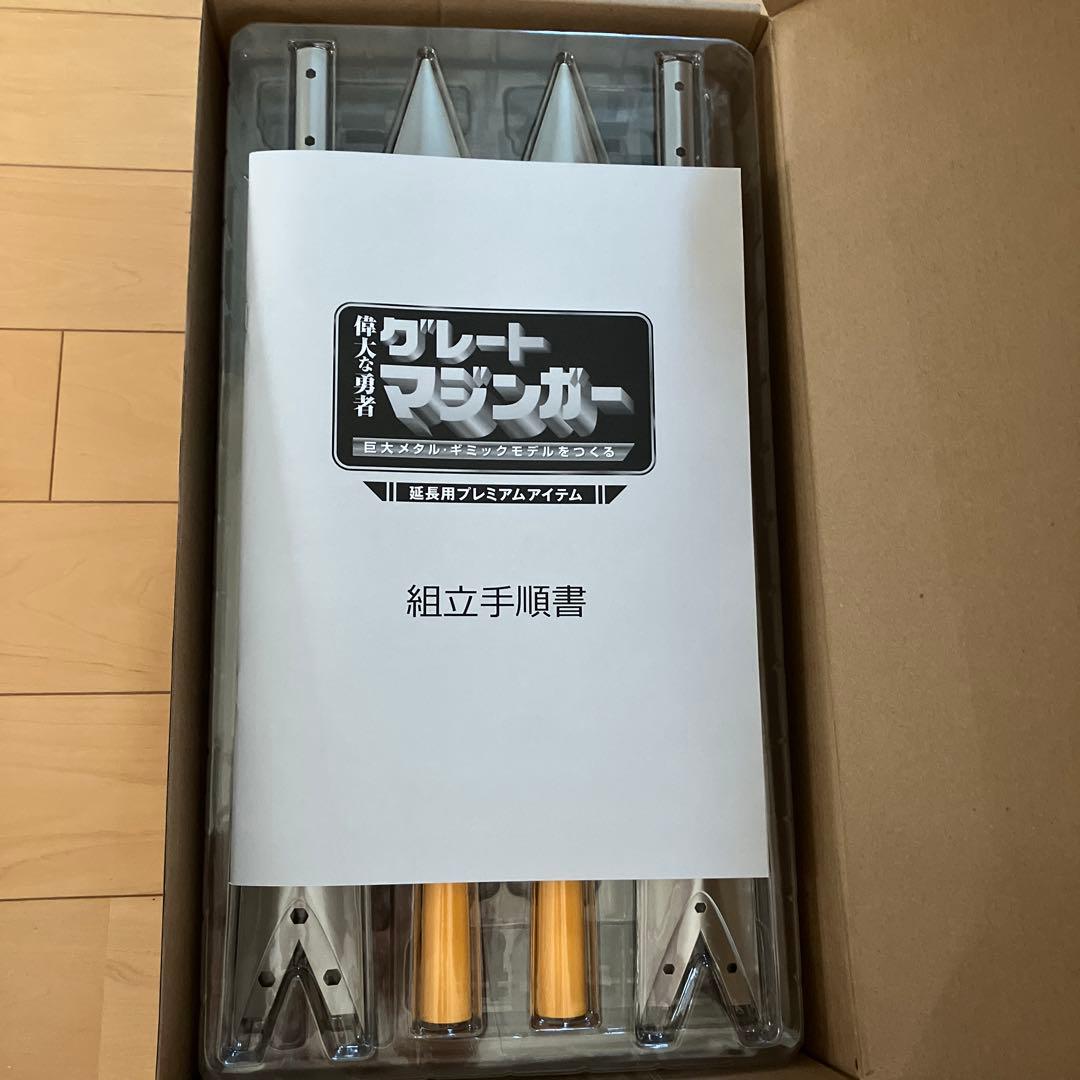 偉大な勇者
グレート
マジンガー
巨大メタル・ギミックモデルをつくる
延長用プレミアムアイテム
組立手順書